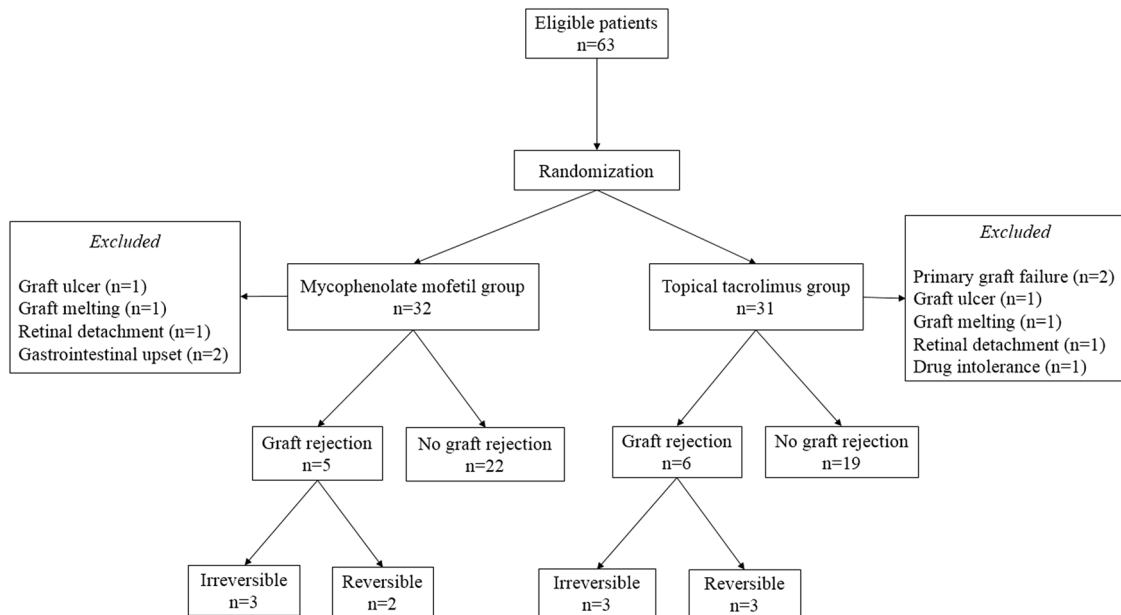 Eligible patients
n=63
Randomization
Excluded
Graft ulcer (n=1)
Graft melting (n=1)
Retinal detachment (n=1)
Gastrointestinal upset (n=2)
Mycophenolate mofetil group
n=32
Topical tacrolimus group
n=31
Excluded
Primary graft failure (n=2)
Graft ulcer (n=1)
Graft melting (n=1)
Retinal detachment (n=1)
Drug intolerance (n=1)
Graft rejection
n=5
No graft rejection
n=22
Graft rejection
n=6
No graft rejection
n=19
Irreversible
n=3
Reversible
n=2
Irreversible
n=3
Reversible
n=3